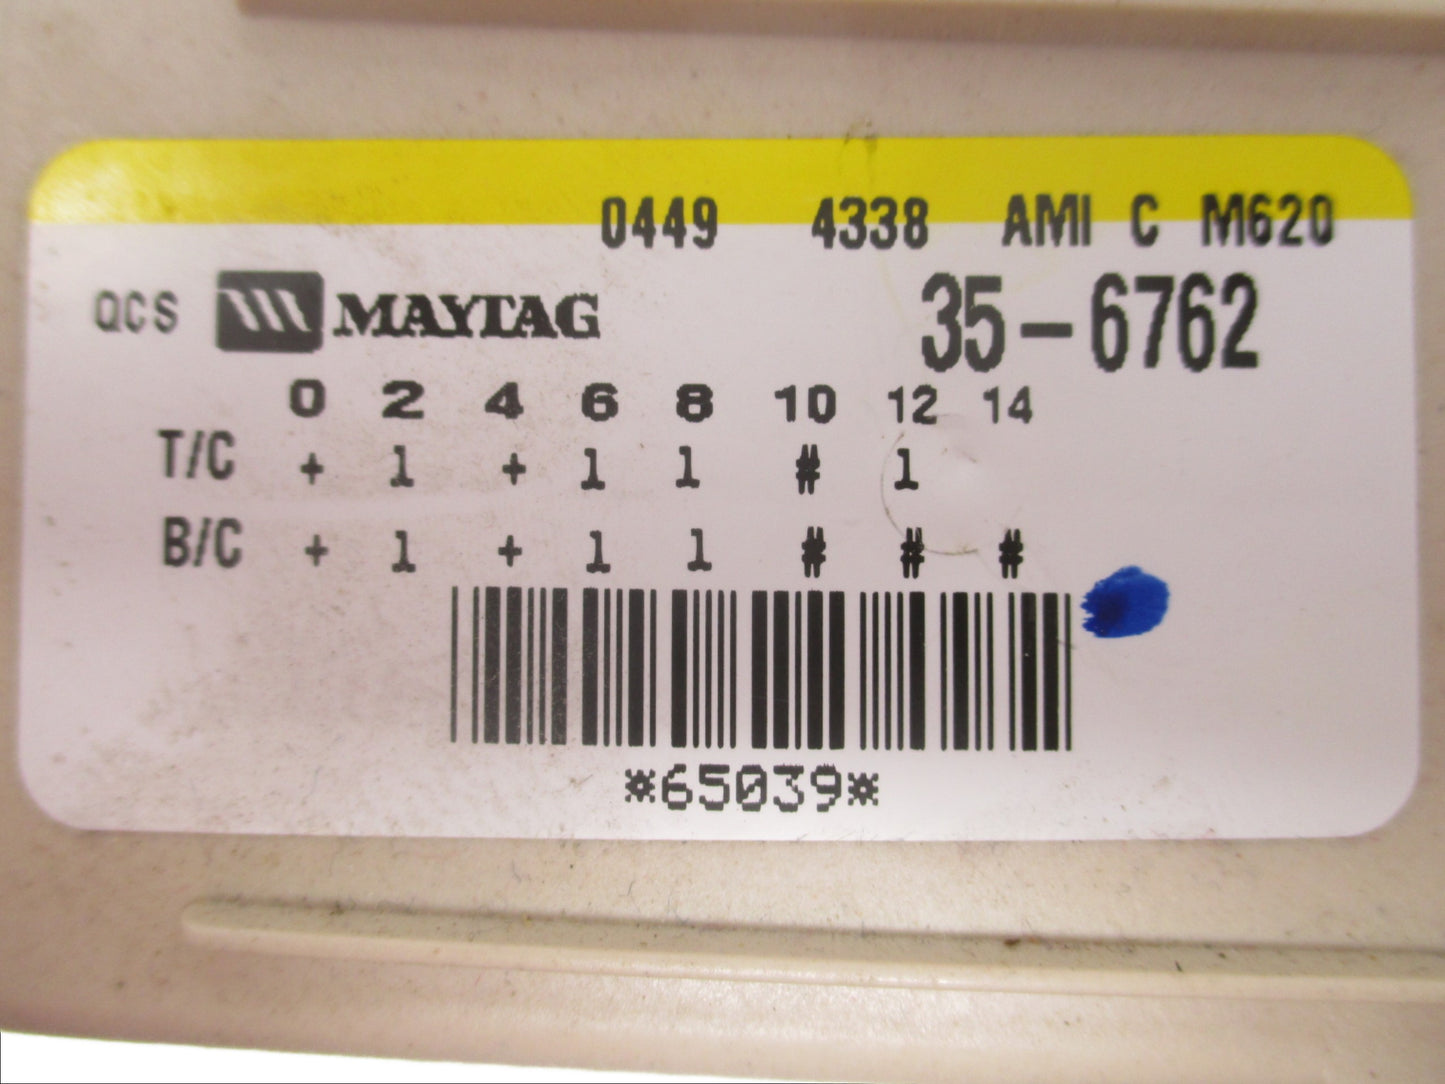 0449 4338 AMI C M620
QCS MAYTAG 35-6762
0 2 4 6 8 10 12 14
T/C + 1 + 1 1 # 1
B/C + 1 + 1 1 # # #
*65039*